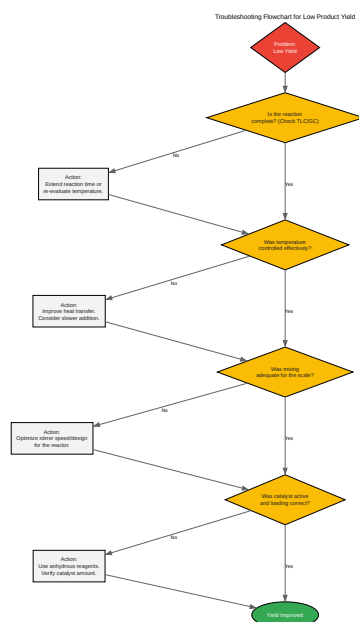 Troubleshooting Flowchart for Low Product Yield
Problem:
Low Yield
Is the reaction
complete? (Check TLC/GC)
No
Yes
Action:
Extend reaction time or
re-evaluate temperature.
Was temperature
controlled effectively?
No
Yes
Action:
Improve heat transfer.
Consider slower addition.
Was mixing
adequate for the scale?
No
Yes
Action:
Optimize stirrer speed/design
for the reactor.
Was catalyst active
and loading correct?
No
Yes
Action:
Use anhydrous reagents.
Verify catalyst amount.
Yield Improved